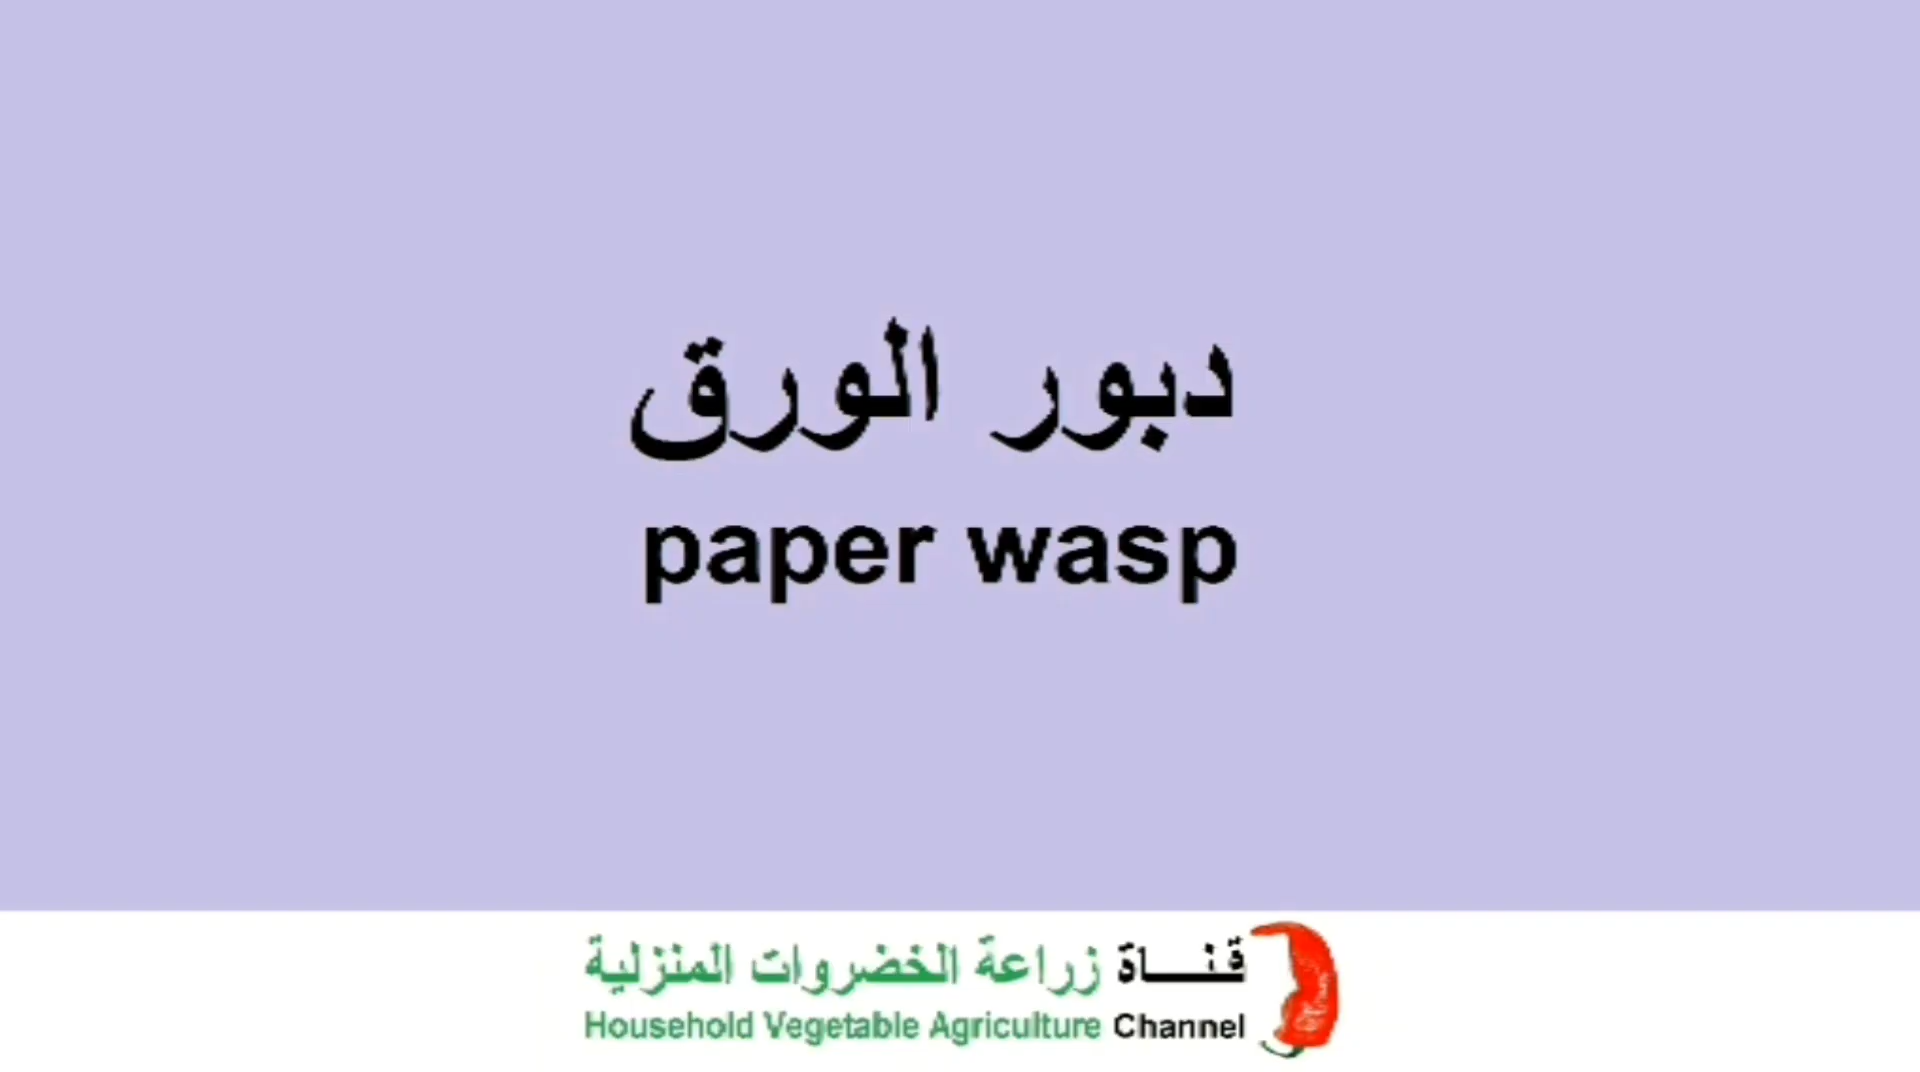 دبور الورق
paper wasp
قنـــاة زراعة الخضروات المنزلية
Household Vegetable Agriculture Channel